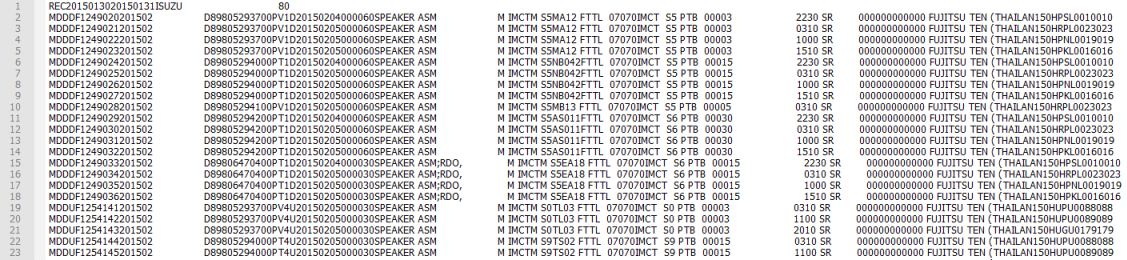 1 REC2015013020150131ISUZU 80
2 MDDDF1249020201502 D89805293700PV1D20150204000060SPEAKER ASM M IMCTM S5MA12 FTTL 07070IMCT S5 PTB 00003 2230 SR 000000000000 FUJITSU TEN (THAILAN150HPSL0010010
3 MDDDF1249021201502 D89805293700PV1D20150204000060SPEAKER ASM M IMCTM S5MA12 FTTL 07070IMCT S5 PTB 00003 0310 SR 000000000000 FUJITSU TEN (THAILAN150HRPL0023023
4 MDDDF1249022201502 D89805293700PV1D20150204000060SPEAKER ASM M IMCTM S5MA12 FTTL 07070IMCT S5 PTB 00003 1000 SR 000000000000 FUJITSU TEN (THAILAN150HPNL0019019
5 MDDDF1249023201502 D89805293700PV1D20150204000060SPEAKER ASM M IMCTM S5MA12 FTTL 07070IMCT S5 PTB 00003 1510 SR 000000000000 FUJITSU TEN (THAILAN150HPKL0016016
6 MDDDF1249024201502 D89805294000PT1D20150204000060SPEAKER ASM M IMCTM S5NB042FTTL 07070IMCT S5 PTB 00015 2230 SR 000000000000 FUJITSU TEN (THAILAN150HPSL0010010
7 MDDDF1249025201502 D89805294000PT1D20150205000060SPEAKER ASM M IMCTM S5NB042FTTL 07070IMCT S5 PTB 00015 0310 SR 000000000000 FUJITSU TEN (THAILAN150HRPL0023023
8 MDDDF1249026201502 D89805294000PT1D20150205000060SPEAKER ASM M IMCTM S5NB042FTTL 07070IMCT S5 PTB 00015 1000 SR 000000000000 FUJITSU TEN (THAILAN150HPNL0019019
9 MDDDF1249027201502 D89805294000PT1D20150205000060SPEAKER ASM M IMCTM S5NB042FTTL 07070IMCT S5 PTB 00015 1510 SR 000000000000 FUJITSU TEN (THAILAN150HPKL0016016
10 MDDDF1249028201502 D89805294100PT1D20150205000060SPEAKER ASM M IMCTM S5MB13 FTTL 07070IMCT S5 PTB 00005 0310 SR 000000000000 FUJITSU TEN (THAILAN150HRPL0023023
11 MDDDF1249029201502 D89805294200PT1D20150205000060SPEAKER ASM M IMCTM S5AS011FTTL 07070IMCT S6 PTB 00030 2230 SR 000000000000 FUJITSU TEN (THAILAN150HPSL0010010
12 MDDDF1249030201502 D89805294200PT1D20150205000060SPEAKER ASM M IMCTM S5AS011FTTL 07070IMCT S6 PTB 00030 0310 SR 000000000000 FUJITSU TEN (THAILAN150HRPL0023023
13 MDDDF1249031201502 D89805294200PT1D20150205000060SPEAKER ASM M IMCTM S5AS011FTTL 07070IMCT S6 PTB 00030 1000 SR 000000000000 FUJITSU TEN (THAILAN150HPNL0019019
14 MDDDF1249032201502 D89805294200PT1D20150205000060SPEAKER ASM M IMCTM S5AS011FTTL 07070IMCT S6 PTB 00030 1510 SR 000000000000 FUJITSU TEN (THAILAN150HPKL0016016
15 MDDDF1249033201502 D89806470400PT1D20150204000030SPEAKER ASM;RDO, M IMCTM S5EA18 FTTL 07070IMCT S6 PTB 00015 2230 SR 000000000000 FUJITSU TEN (THAILAN150HPSL0010010
16 MDDDF1249034201502 D89806470400PT1D20150205000030SPEAKER ASM;RDO, M IMCTM S5EA18 FTTL 07070IMCT S6 PTB 00015 0310 SR 000000000000 FUJITSU TEN (THAILAN150HRPL0023023
17 MDDDF1249035201502 D89806470400PT1D20150205000030SPEAKER ASM;RDO, M IMCTM S5EA18 FTTL 07070IMCT S6 PTB 00015 1000 SR 000000000000 FUJITSU TEN (THAILAN150HPNL0019019
18 MDDDF1249036201502 D89806470400PT1D20150205000030SPEAKER ASM;RDO, M IMCTM S5EA18 FTTL 07070IMCT S6 PTB 00015 1510 SR 000000000000 FUJITSU TEN (THAILAN150HPKL0016016
19 MDDUF1254141201502 D89805293700PV4U20150205000030SPEAKER ASM M IMCTM S0TL03 FTTL 07070IMCT S0 PTB 00003 0310 SR 000000000000 FUJITSU TEN (THAILAN150HUPU0088088
20 MDDUF1254142201502 D89805293700PV4U20150205000030SPEAKER ASM M IMCTM S0TL03 FTTL 07070IMCT S0 PTB 00003 1100 SR 000000000000 FUJITSU TEN (THAILAN150HUPU0089089
21 MDDUF1254143201502 D89805293700PV4U20150205000030SPEAKER ASM M IMCTM S0TL03 FTTL 07070IMCT S0 PTB 00003 2010 SR 000000000000 FUJITSU TEN (THAILAN150HUGU0179179
22 MDDUF1254144201502 D89805294000PT4U20150205000030SPEAKER ASM M IMCTM S9TS02 FTTL 07070IMCT S9 PTB 00015 0310 SR 000000000000 FUJITSU TEN (THAILAN150HUPU0088088
23 MDDUF1254145201502 D89805294000PT4U20150205000030SPEAKER ASM M IMCTM S9TS02 FTTL 07070IMCT S9 PTB 00015 1100 SR 000000000000 FUJITSU TEN (THAILAN150HUPU0089089